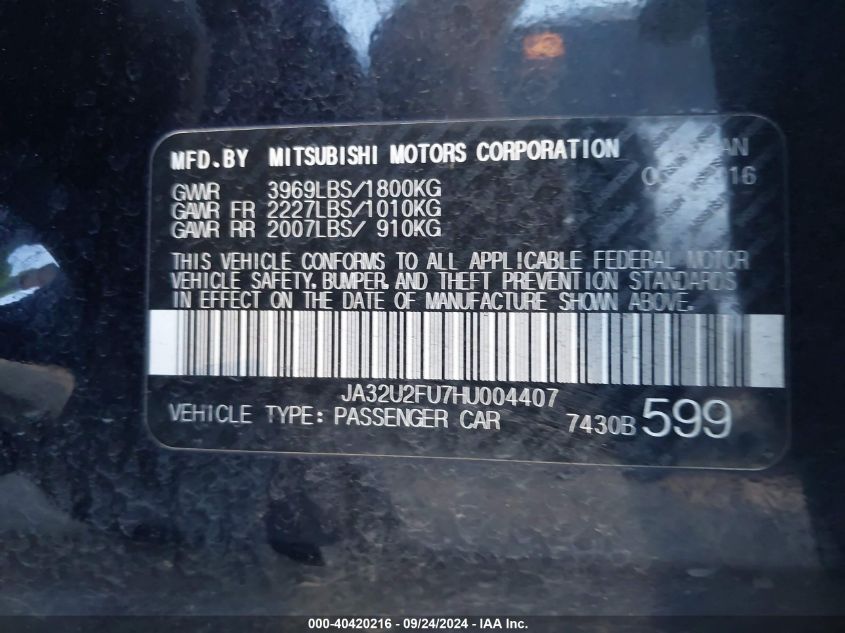 MFD.BY MITSUBISHI MOTORS CORPORATION
GVWR 3969LBS/1800KG
GAWR FR 2227LBS/1010KG
GAWR RR 2007LBS/ 910KG
THIS VEHICLE CONFORMS TO ALL APPLICABLE FEDERAL MOTOR
VEHICLE SAFETY, BUMPER, AND THEFT PREVENTION STANDARDS
IN EFFECT ON THE DATE OF MANUFACTURE SHOWN ABOVE.
JA32U2FU7HU004407
VEHICLE TYPE: PASSENGER CAR 7430B 599
000-40420216 - 09/24/2024 - IAA Inc.